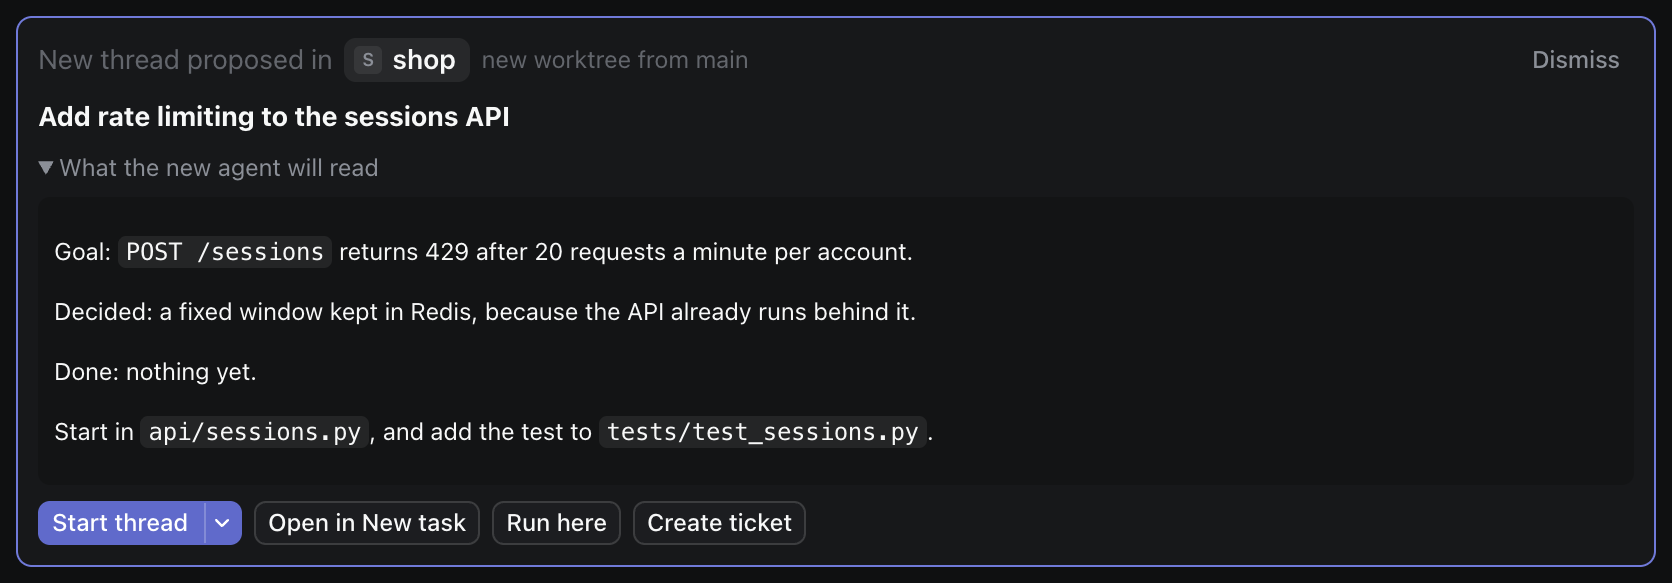 New thread proposed in S shop new worktree from main Dismiss
Add rate limiting to the sessions API
What the new agent will read
Goal: POST /sessions returns 429 after 20 requests a minute per account.
Decided: a fixed window kept in Redis, because the API already runs behind it.
Done: nothing yet.
Start in api/sessions.py, and add the test to tests/test_sessions.py.
Start thread Open in New task Run here Create ticket